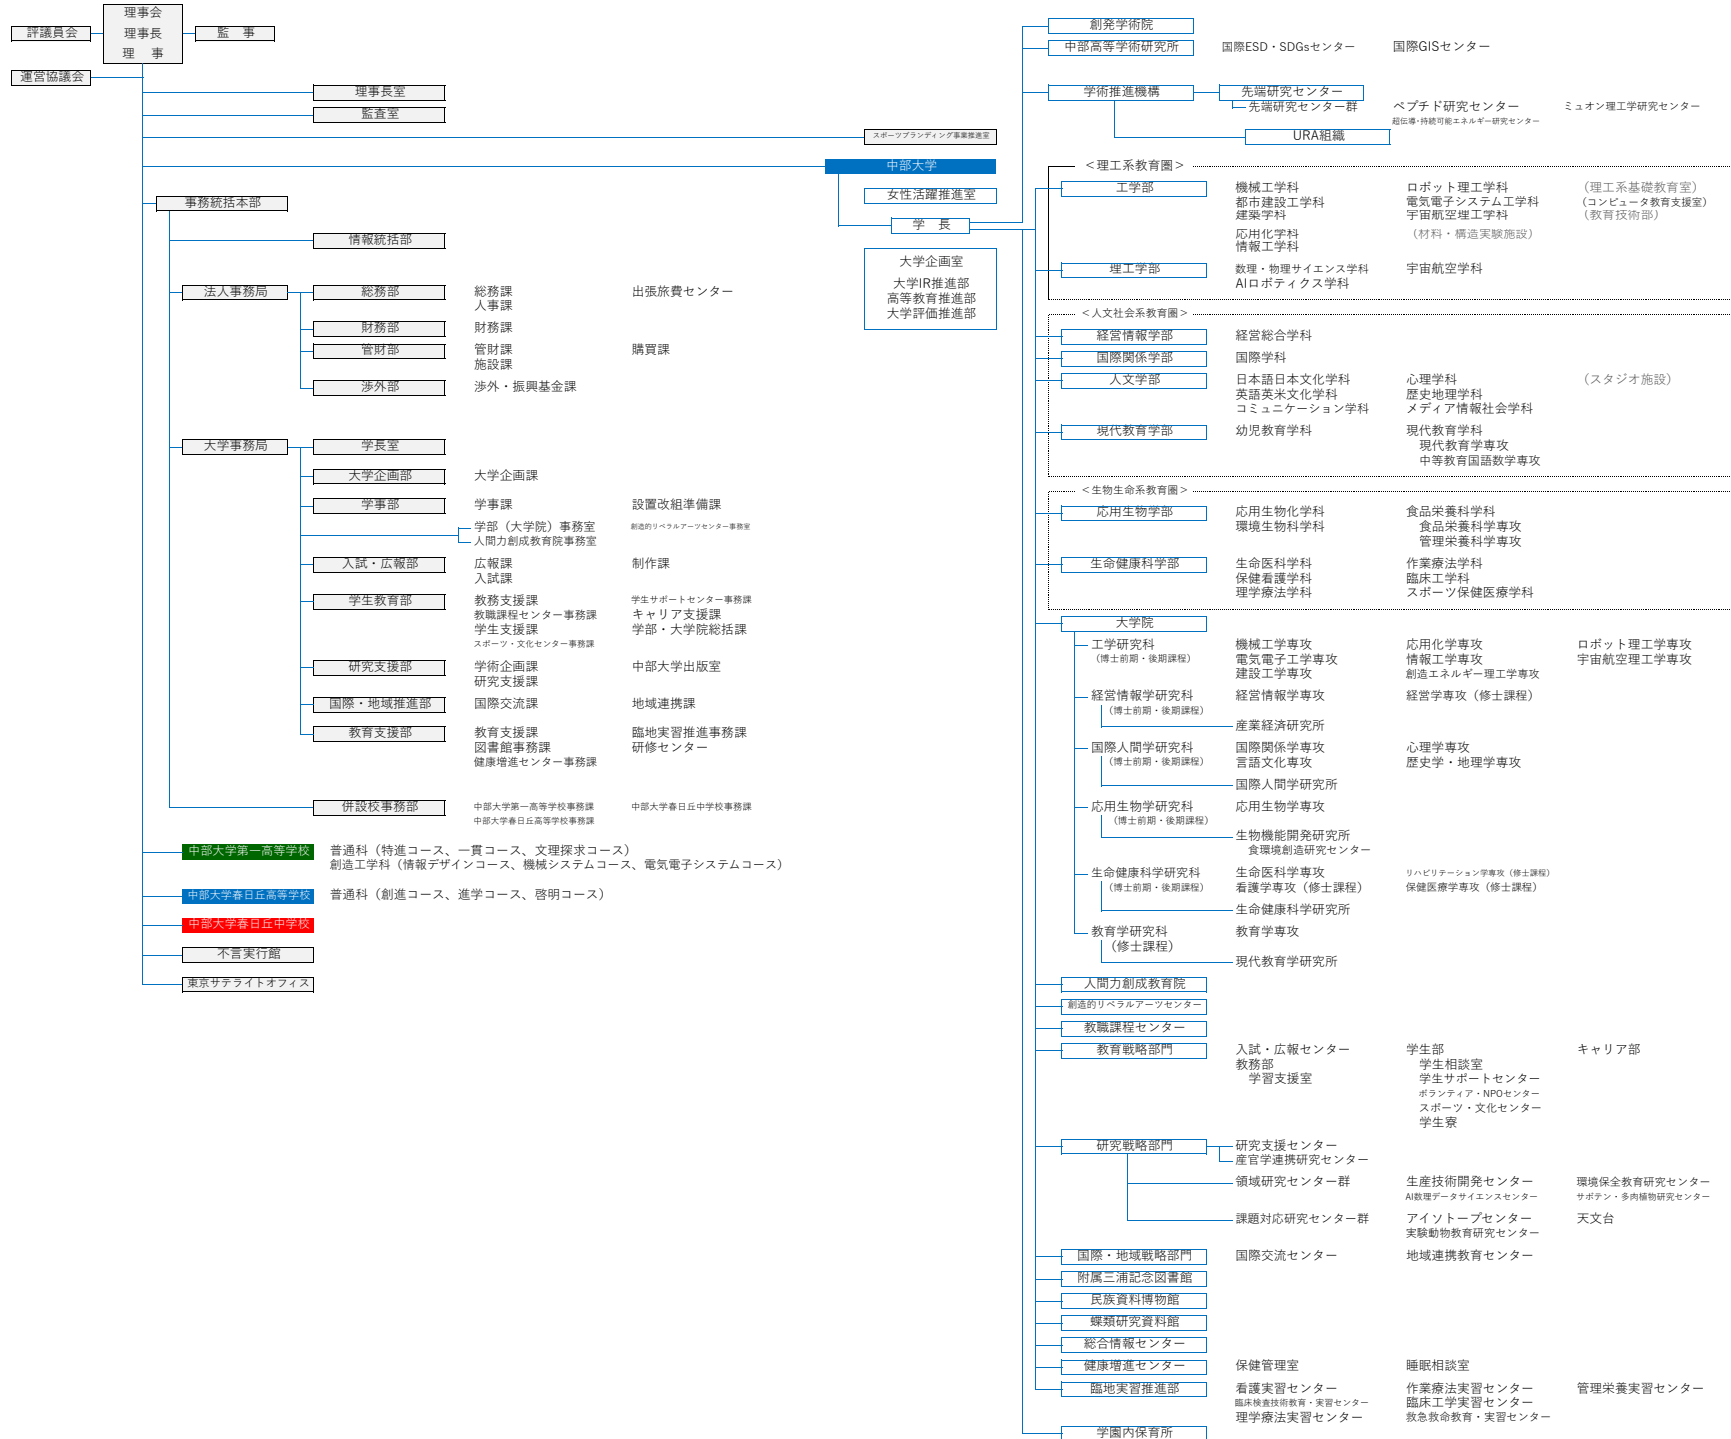 理事会
理事長
理　事
評議員会
監　事
運営協議会
理事長室
監査室
スポーツブランディング事業推進室
中部大学
女性活躍推進室
学　長
大学企画室
大学IR推進部
高等教育推進部
大学評価推進部
事務統括本部
情報統括部
法人事務局
総務部
総務課　出張旅費センター
人事課
財務部
財務課
管財部
管財課　購買課
施設課
渉外部
渉外・振興基金課
大学事務局
学長室
大学企画部
大学企画課
学事部
学事課　設置改組準備課
学部（大学院）事務室　創造的リベラルアーツセンター事務室
人間力創成教育院事務室
入試・広報部
広報課　制作課
入試課
学生教育部
教務支援課　学生サポートセンター事務課
教職課程センター事務課　キャリア支援課
学生支援課　学部・大学院総括課
スポーツ・文化センター事務課
研究支援部
学術企画課　中部大学出版室
研究支援課
国際・地域推進部
国際交流課　地域連携課
教育支援部
教育支援課　臨地実習推進事務課
図書館事務課　研修センター
健康増進センター事務課
併設校事務部
中部大学第一高等学校事務課　中部大学春日丘中学校事務課
中部大学春日丘高等学校事務課
中部大学第一高等学校
普通科（特進コース、一貫コース、文理探求コース）
創造工学科（情報デザインコース、機械システムコース、電気電子システムコース）
中部大学春日丘高等学校
普通科（創進コース、進学コース、啓明コース）
中部大学春日丘中学校
不言実行館
東京サテライトオフィス
創発学術院
中部高等学術研究所
国際ESD・SDGsセンター　国際GISセンター
学術推進機構
先端研究センター
先端研究センター群　ペプチド研究センター　ミュオン理工学研究センター
超伝導・持続可能エネルギー研究センター
URA組織
＜理工系教育圏＞
工学部
機械工学科　ロボット理工学科　（理工系基礎教育室）
都市建設工学科　電気電子システム工学科　（コンピュータ教育支援室）
建築学科　宇宙航空理工学科　（教育技術部）
応用化学科　（材料・構造実験施設）
情報工学科
理工学部
数理・物理サイエンス学科　宇宙航空学科
AIロボティクス学科
＜人文社会系教育圏＞
経営情報学部
経営総合学科
国際関係学部
国際学科
人文学部
日本語日本文化学科　心理学科　（スタジオ施設）
英語英米文化学科　歴史地理学科
コミュニケーション学科　メディア情報社会学科
現代教育学部
幼児教育学科　現代教育学科
現代教育学専攻
中等教育国語数学専攻
＜生物生命系教育圏＞
応用生物学部
応用生物化学科　食品栄養科学科
環境生物科学科　食品栄養科学専攻
管理栄養科学専攻
生命健康科学部
生命医科学科　作業療法学科
保健看護学科　臨床工学科
理学療法学科　スポーツ保健医療学科
大学院
工学研究科　機械工学専攻　応用化学専攻　ロボット理工学専攻
（博士前期・後期課程）　電気電子工学専攻　情報工学専攻　宇宙航空理工学専攻
建設工学専攻　創造エネルギー理工学専攻
経営情報学研究科　経営情報学専攻　経営学専攻（修士課程）
（博士前期・後期課程）
産業経済研究所
国際人間学研究科　国際関係学専攻　心理学専攻
（博士前期・後期課程）　言語文化専攻　歴史学・地理学専攻
国際人間学研究所
応用生物学研究科　応用生物学専攻
（博士前期・後期課程）
生物機能開発研究所
食環境創造研究センター
生命健康科学研究科　生命医科学専攻　リハビリテーション学専攻（修士課程）
（博士前期・後期課程）　看護学専攻（修士課程）　保健医療学専攻（修士課程）
生命健康科学研究所
教育学研究科　教育学専攻
（修士課程）
現代教育学研究所
人間力創成教育院
創造的リベラルアーツセンター
教職課程センター
教育戦略部門
入試・広報センター　学生部　キャリア部
教務部　学生相談室
学習支援室　学生サポートセンター
ボランティア・NPOセンター
スポーツ・文化センター
学生寮
研究戦略部門
研究支援センター
産官学連携研究センター
領域研究センター群　生産技術開発センター　環境保全教育研究センター
AI数理データサイエンスセンター　サボテン・多肉植物研究センター
課題対応研究センター群　アイソトープセンター　天文台
実験動物教育研究センター
国際・地域戦略部門
国際交流センター　地域連携教育センター
附属三浦記念図書館
民族資料博物館
蝶類研究資料館
総合情報センター
健康増進センター
保健管理室　睡眠相談室
臨地実習推進部
看護実習センター　作業療法実習センター　管理栄養実習センター
臨床検査技術教育・実習センター　臨床工学実習センター
理学療法実習センター　救急救命教育・実習センター
学園内保育所